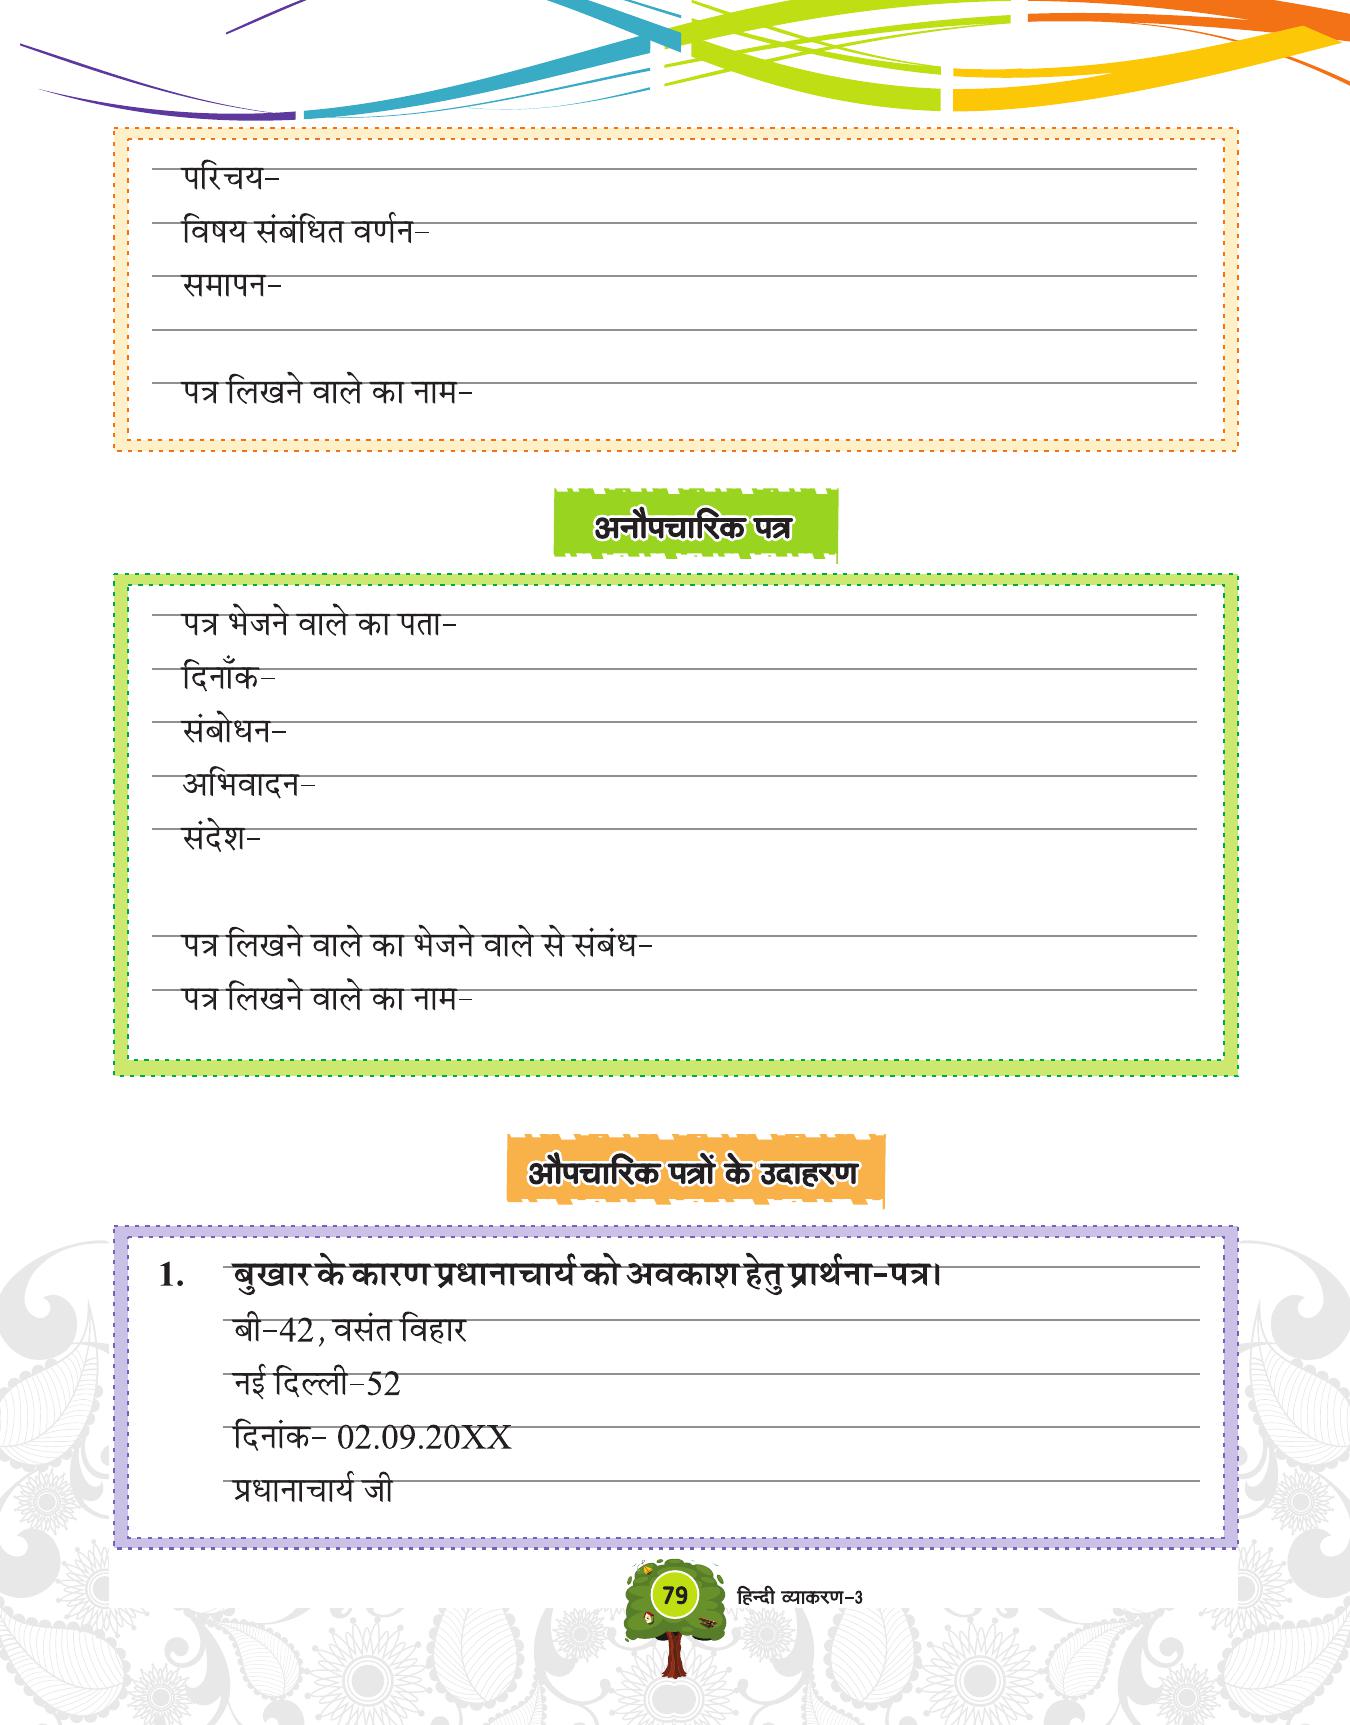 परिचय-
विषय संबंधित वर्णन-
समापन-
पत्र लिखने वाले का नाम-
अनौपचारिक पत्र
पत्र भेजने वाले का पता-
दिनाँक-
संबोधन-
अभिवादन-
संदेश-
पत्र लिखने वाले का भेजने वाले से संबंध-
पत्र लिखने वाले का नाम-
औपचारिक पत्रों के उदाहरण
1. बुखार के कारण प्रधानाचार्य को अवकाश हेतु प्रार्थना-पत्र।
बी-42, वसंत विहार
नई दिल्ली-52
दिनांक- 02.09.20XX
प्रधानाचार्य जी
79 हिन्दी व्याकरण-3